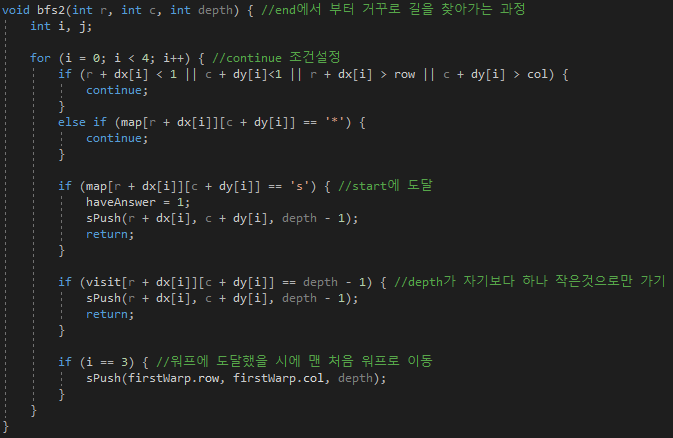 void bfs2(int r, int c, int depth) { //end에서 부터 거꾸로 길을 찾아가는 과정
    int i, j;

    for (i = 0; i < 4; i++) { //continue 조건설정
        if (r + dx[i] < 1 || c + dy[i]<1 || r + dx[i] > row || c + dy[i] > col) {
            continue;
        }
        else if (map[r + dx[i]][c + dy[i]] == '*') {
            continue;
        }

        if (map[r + dx[i]][c + dy[i]] == 's') { //start에 도달
            haveAnswer = 1;
            sPush(r + dx[i], c + dy[i], depth - 1);
            return;
        }

        if (visit[r + dx[i]][c + dy[i]] == depth - 1) { //depth가 자기보다 하나 작은것으로만 가기
            sPush(r + dx[i], c + dy[i], depth - 1);
            return;
        }

        if (i == 3) { //워프에 도달했을 시에 맨 처음 워프로 이동
            sPush(firstWarp.row, firstWarp.col, depth);
        }
    }
}